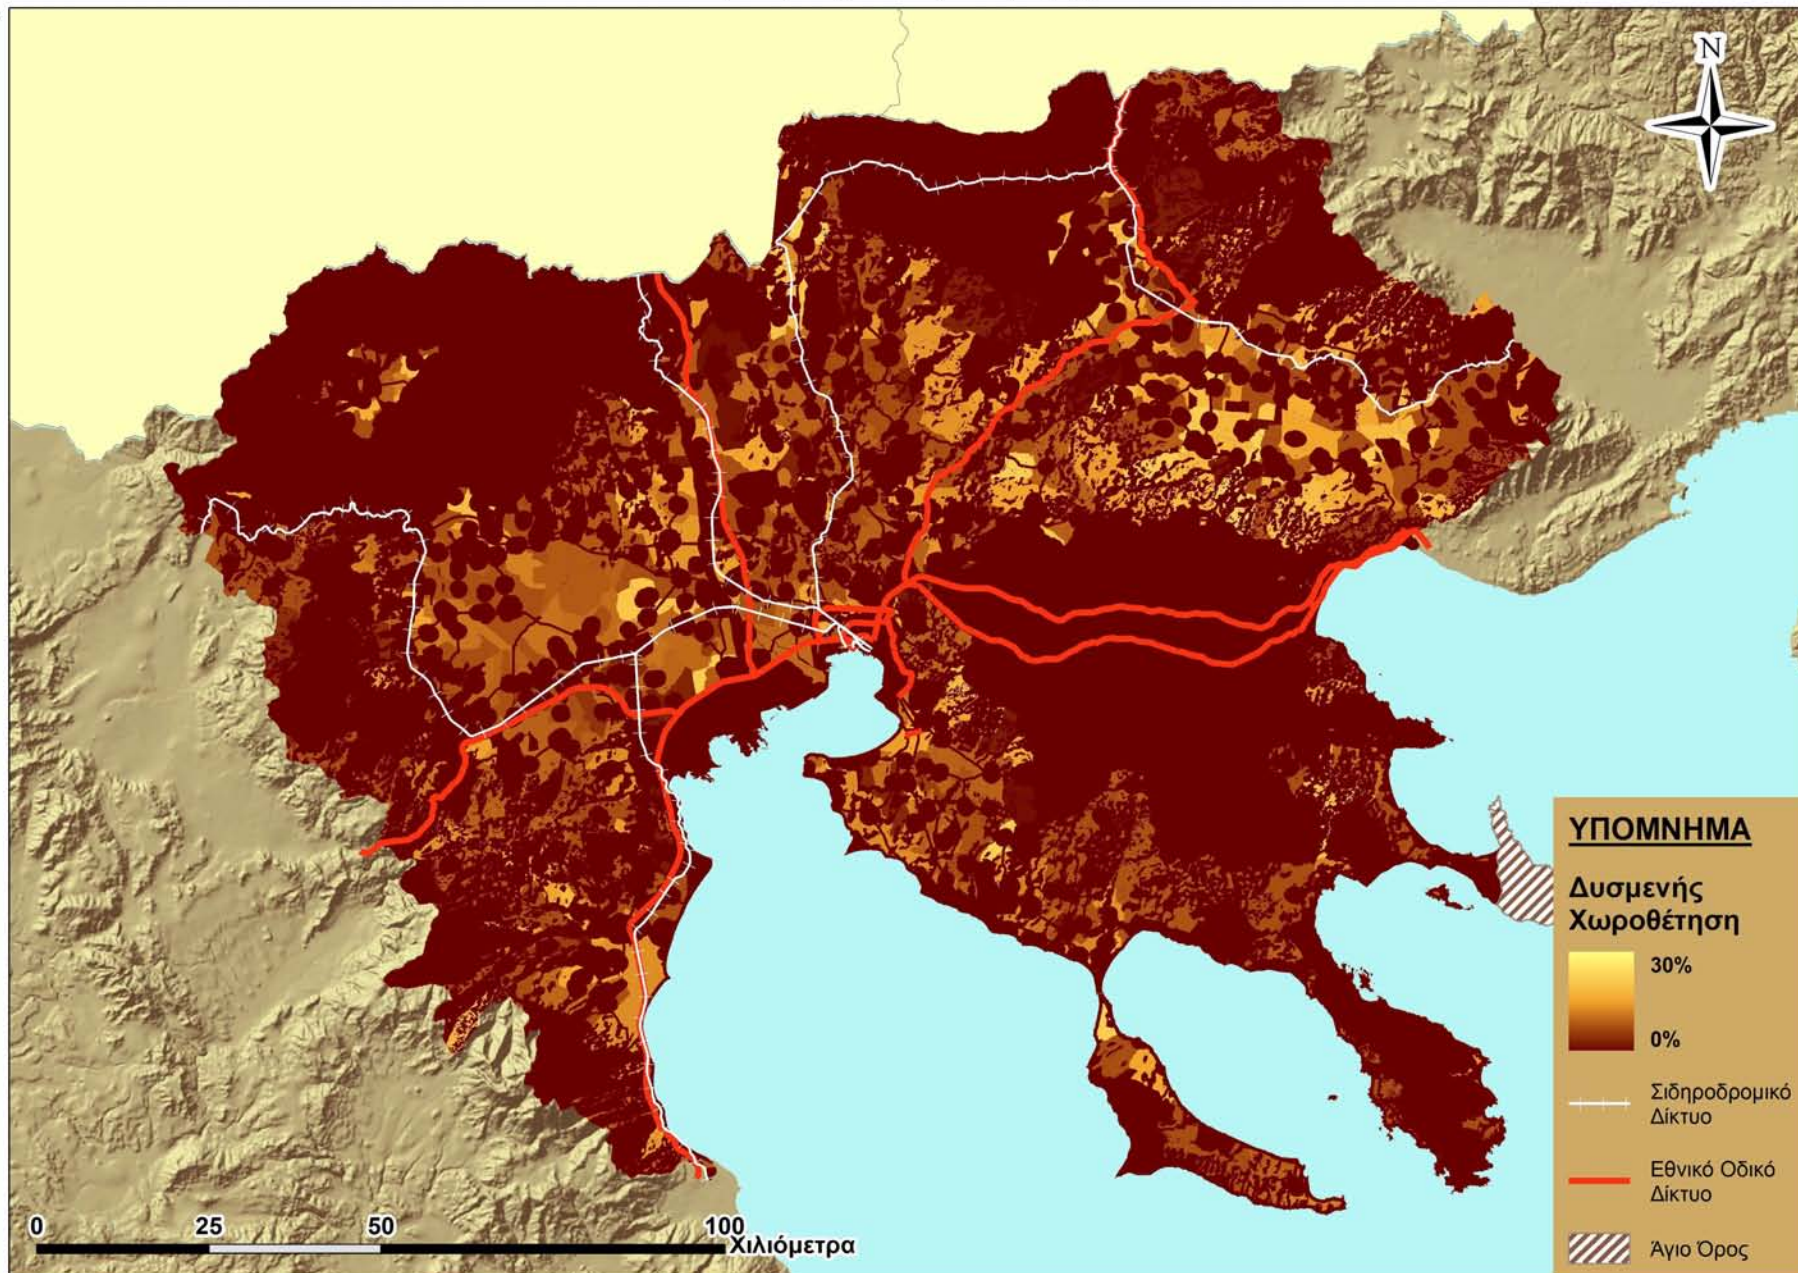 N
ΥΠΟΜΝΗΜΑ
Δυσμενής
Χωροθέτηση
30%
0%
Σιδηροδρομικό
Δίκτυο
Εθνικό Οδικό
Δίκτυο
Άγιο Όρος
0 25 50 100
Χιλιόμετρα